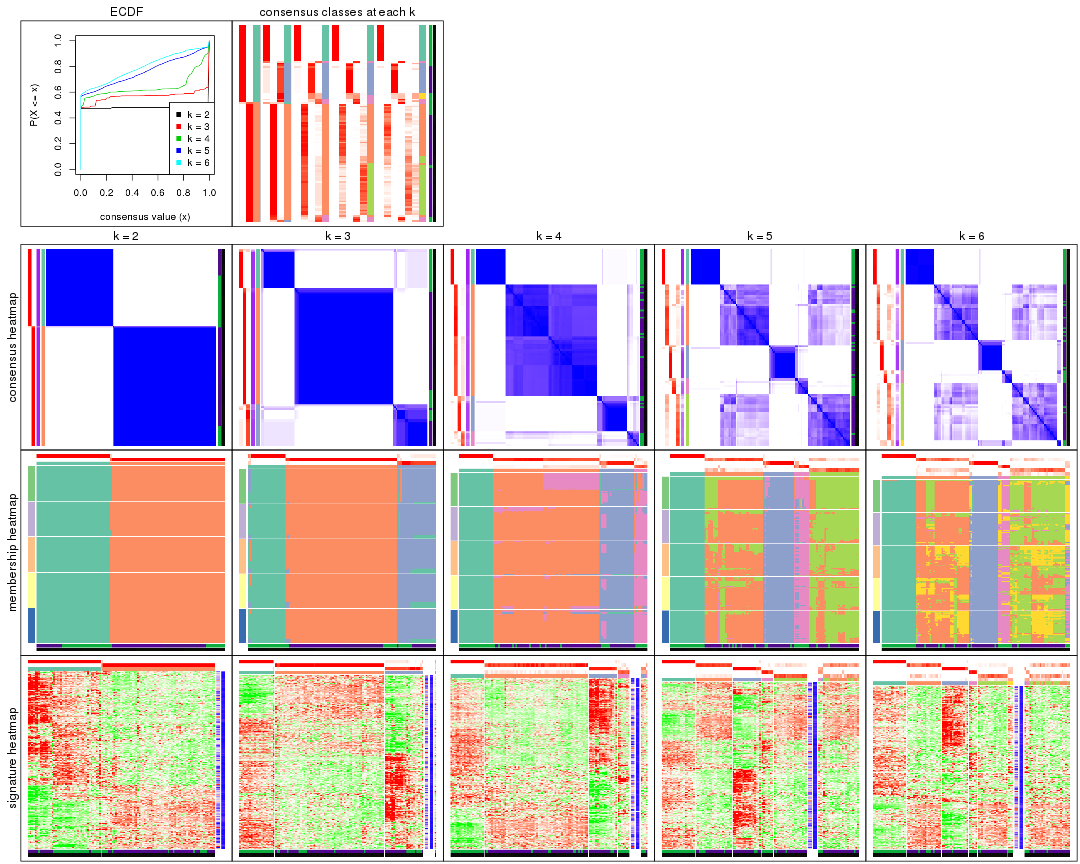 ECDF
consensus classes at each k
P(X <= x)
1.0
0.8
0.6
0.4
0.2
0.0
k = 2
k = 3
k = 4
k = 5
k = 6
0.0 0.2 0.4 0.6 0.8 1.0
consensus value (x)
k = 2
k = 3
k = 4
k = 5
k = 6
consensus heatmap
membership heatmap
signature heatmap